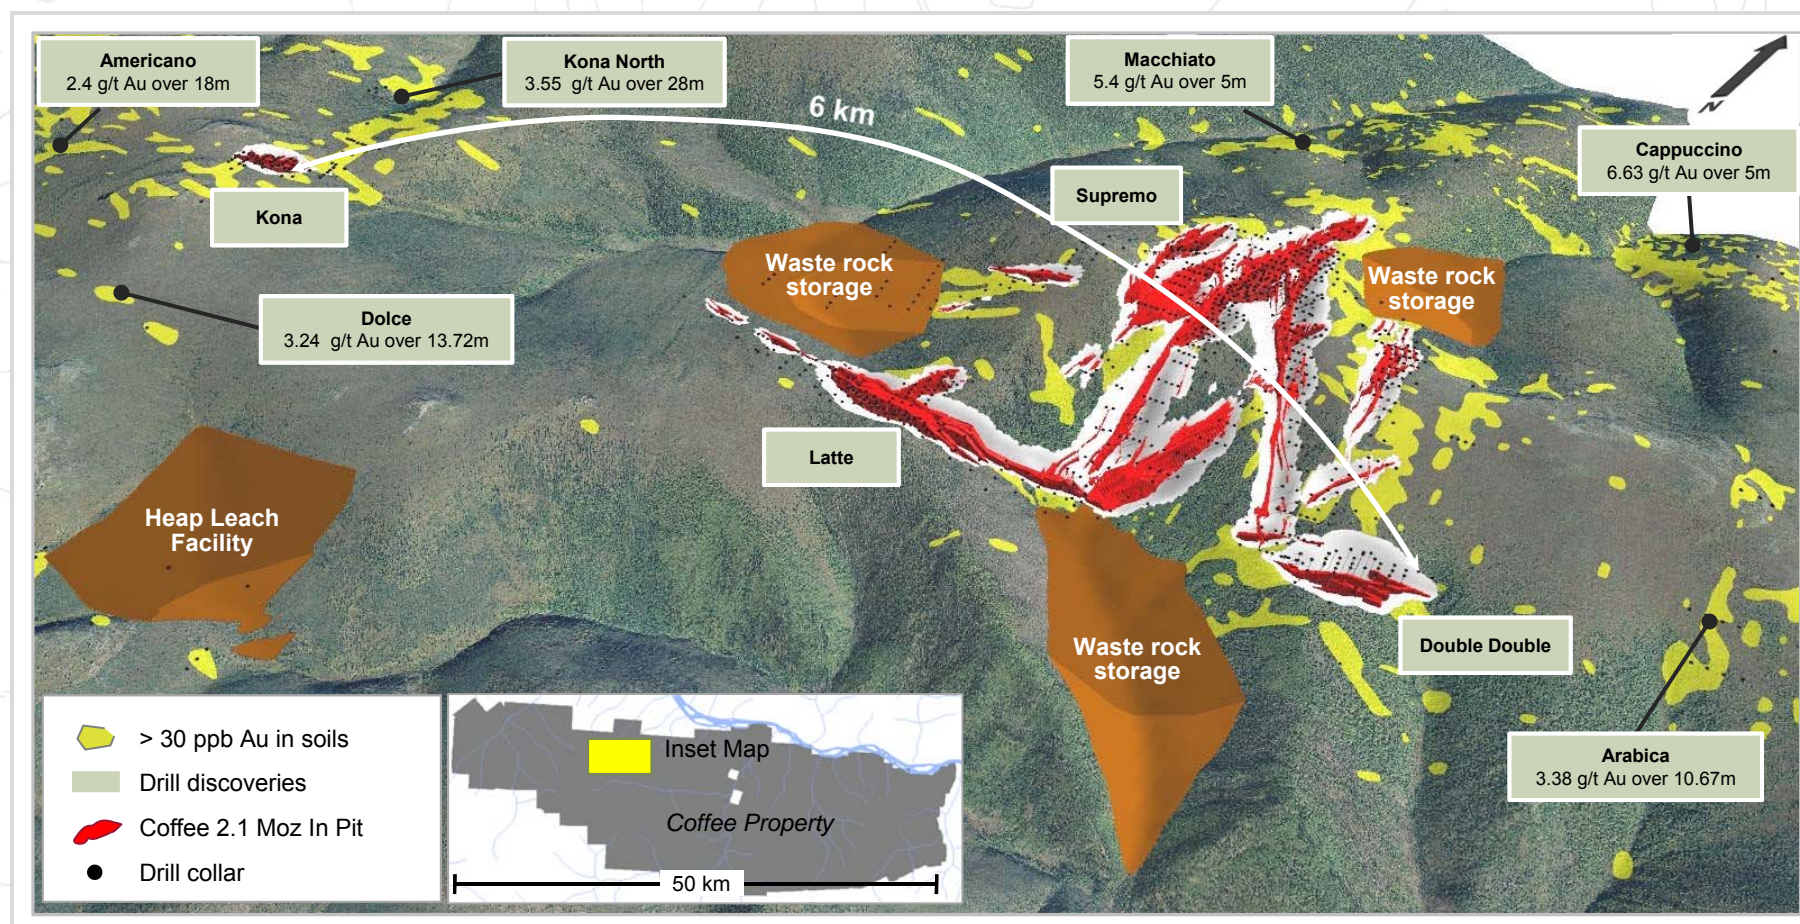 Americano
2.4 g/t Au over 18m
Kona North
3.55 g/t Au over 28m
6 km
Macchiato
5.4 g/t Au over 5m
N
Cappuccino
6.63 g/t Au over 5m
Kona
Supremo
Waste rock
storage
Waste rock
storage
Dolce
3.24 g/t Au over 13.72m
Latte
Heap Leach
Facility
Waste rock
storage
Double Double
Arabica
3.38 g/t Au over 10.67m
> 30 ppb Au in soils
Drill discoveries
Coffee 2.1 Moz In Pit
Drill collar
Inset Map
Coffee Property
50 km